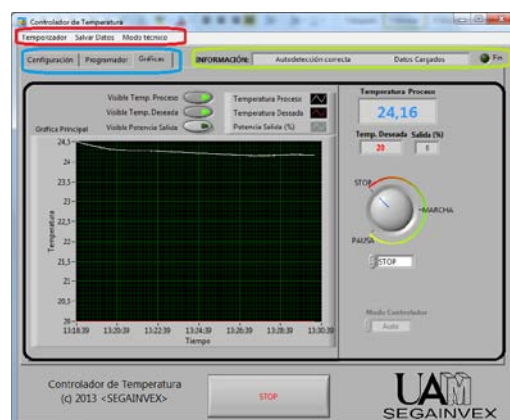 Controlador de Temperatura
Temporizador Salvar Datos Modo técnico
Configuración Programador Gráficas
INFORMACIÓN: Autodetección correcta Datos Cargados Fin
Visible Temp. Proceso
Visible Temp. Deseada
Visible Potencia Salida
Temperatura Proceso
Temperatura Deseada
Potencia Salida (%)
Gráfica Principal
Temperatura
24,5
24
23,5
23
22,5
22
21,5
21
20,5
20
13:18:39 13:20:39 13:22:39 13:24:39 13:26:39 13:28:39 13:30:39
Tiempo
Temperatura Proceso
24,16
Temp. Deseada Salida (%)
20 0
STOP
MARCHA
PAUSA
STOP
Modo Controlador
Auto
Controlador de Temperatura
(c) 2013 <SEGAINVEX>
STOP
UAM
SEGAINVEX